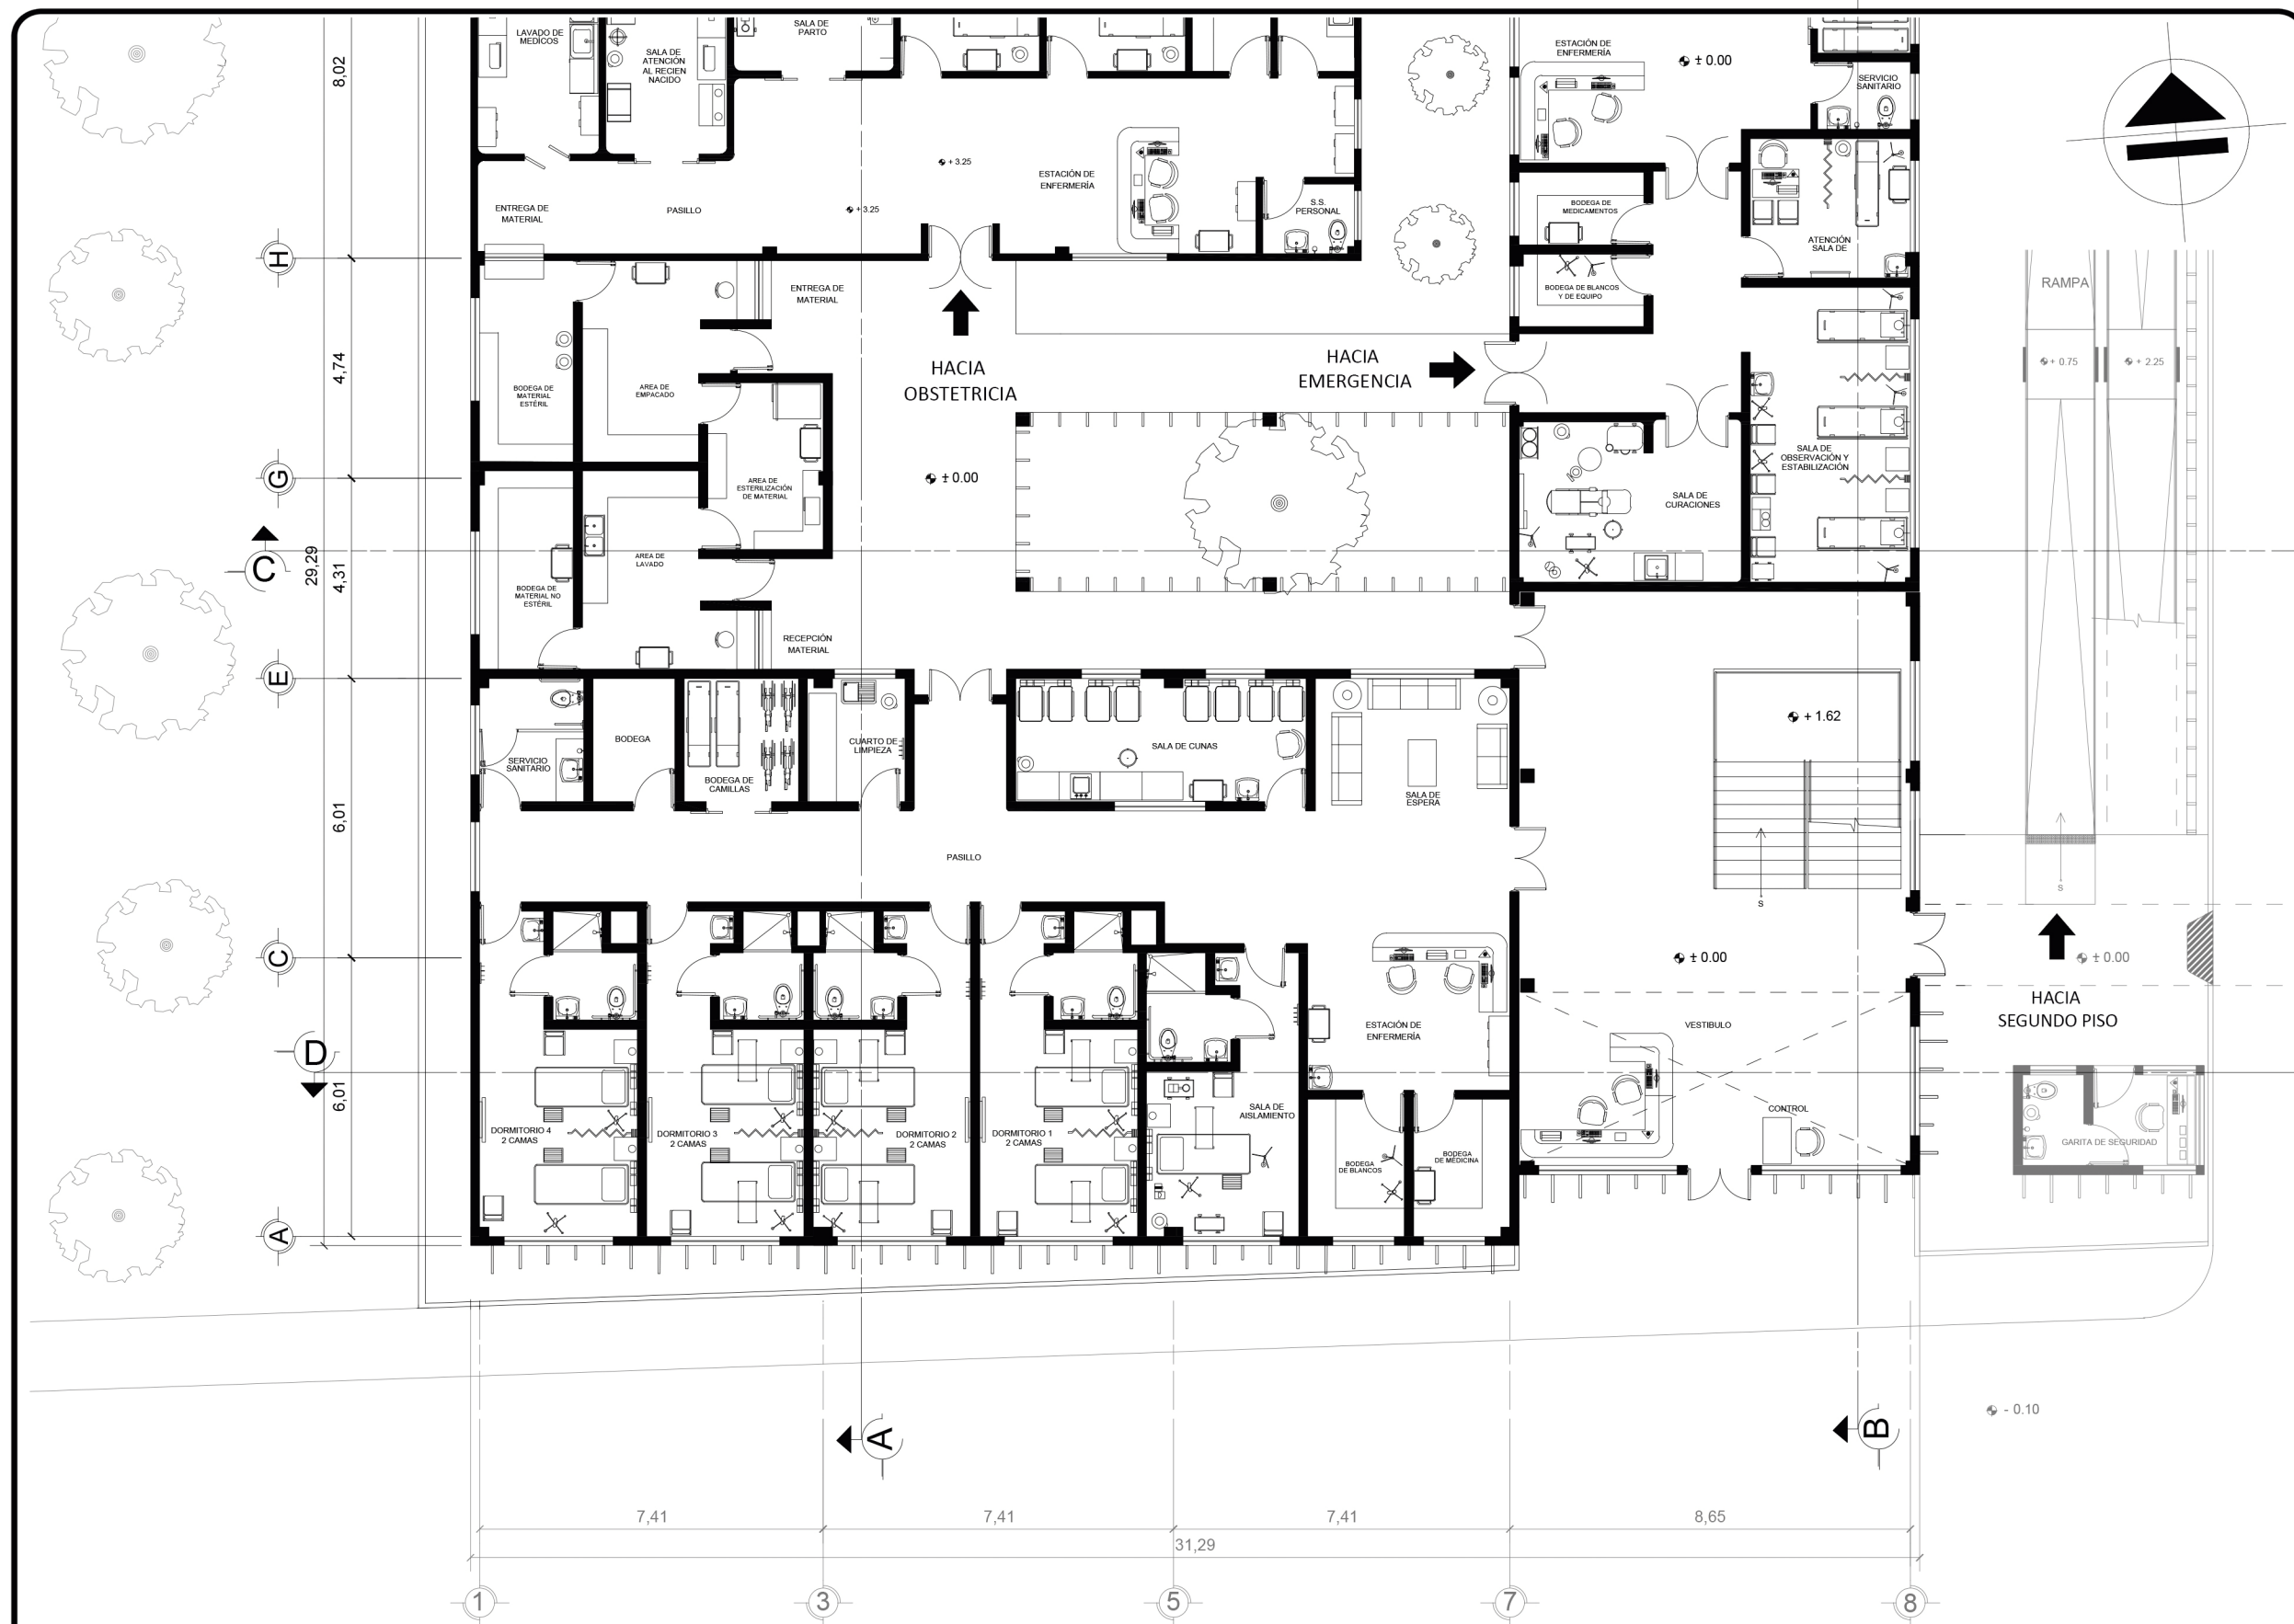 LAVADO DE
MEDICOS
SALA DE
ATENCIÓN
AL RECIEN
NACIDO
SALA DE
PARTO
ESTACIÓN DE
ENFERMERÍA
± 0.00
SERVICIO
SANITARIO
8,02
+ 3.25
ESTACIÓN DE
ENFERMERÍA
ENTREGA DE
MATERIAL
PASILLO
+ 3.25
S.S.
PERSONAL
BODEGA DE
MEDICAMENTOS
ATENCIÓN
SALA DE
H
ENTREGA DE
MATERIAL
BODEGA DE BLANCOS
Y DE EQUIPO
RAMPA
4,74
BODEGA DE
MATERIAL
ESTÉRIL
AREA DE
EMPACADO
HACIA
OBSTETRICIA
HACIA
EMERGENCIA
+ 0.75
+ 2.25
G
AREA DE
ESTERILIZACIÓN
DE MATERIAL
± 0.00
SALA DE
OBSERVACIÓN Y
ESTABILIZACIÓN
SALA DE
CURACIONES
C
29,29
4,31
BODEGA DE
MATERIAL NO
ESTÉRIL
AREA DE
LAVADO
RECEPCIÓN
MATERIAL
E
SERVICIO
SANITARIO
BODEGA
BODEGA DE
CAMILLAS
CUARTO DE
LIMPIEZA
SALA DE CUNAS
SALA DE
ESPERA
+ 1.62
6,01
PASILLO
S
S
C
± 0.00
± 0.00
HACIA
SEGUNDO PISO
ESTACIÓN DE
ENFERMERÍA
VESTIBULO
D
6,01
DORMITORIO 4
2 CAMAS
DORMITORIO 3
2 CAMAS
DORMITORIO 2
2 CAMAS
DORMITORIO 1
2 CAMAS
SALA DE
AISLAMIENTO
CONTROL
GARITA DE SEGURIDAD
BODEGA
DE BLANCOS
BODEGA
DE MEDICINA
A
A
B
- 0.10
7,41
7,41
7,41
8,65
31,29
1
3
5
7
8